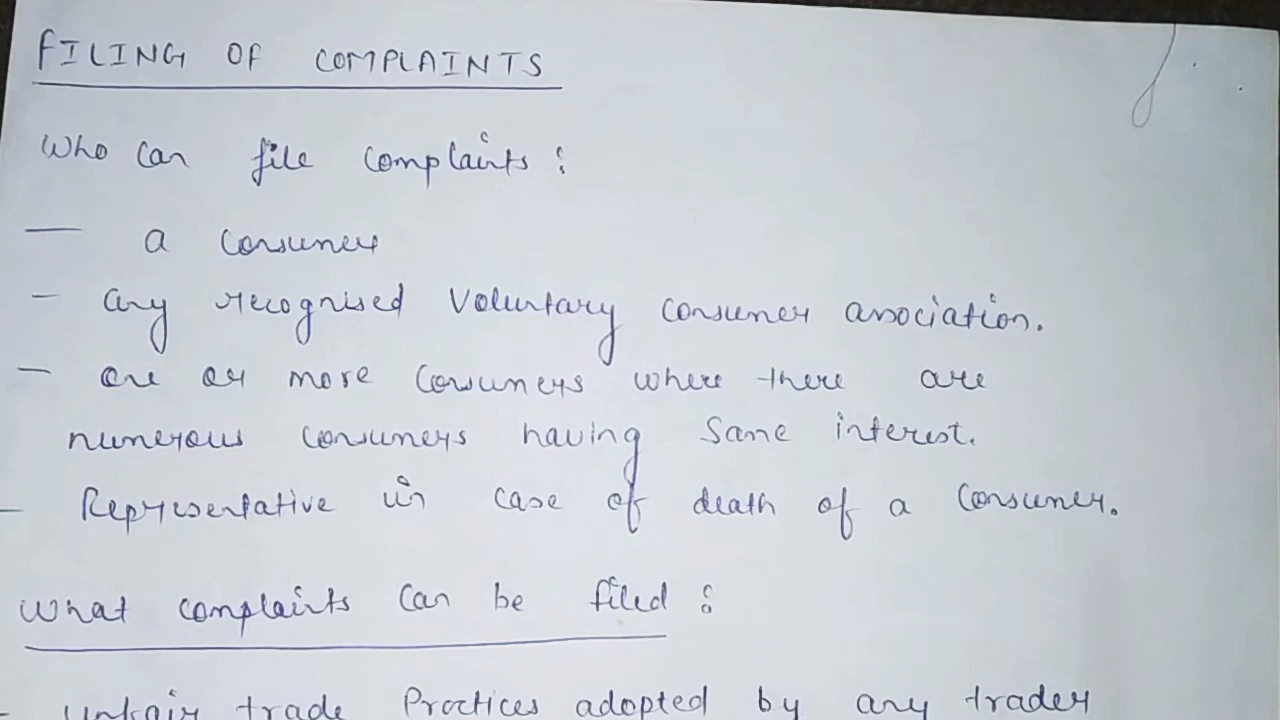 FILING OF COMPLAINTS
Who can file complaints :
— a consumer
- any recognised voluntary consumer association.
- one or more consumers where there are
numerous consumers having same interest.
- Representative in case of death of a consumer.
What complaints can be filed :
- unfair trade Practices adopted by any trader